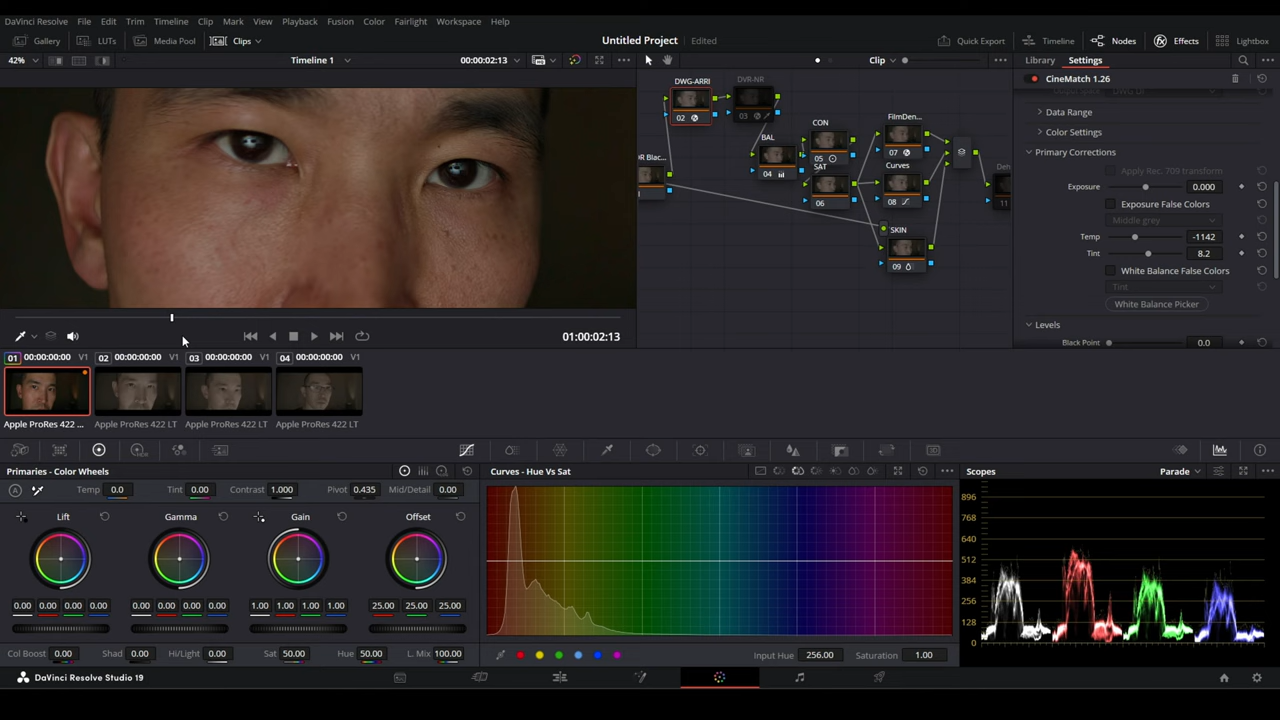 DaVinci Resolve File Edit Trim Timeline Clip Mark View Playback Fusion Color Fairlight Workspace Help
Gallery LUTs Media Pool Clips Untitled Project Edited Quick Export Timeline Nodes Effects Lightbox
42% Timeline 1 00:00:02:13 Clip Library Settings
CineMatch 1.26
DWG-ARRI DVR-NR
Data Range
02 03
CON FilmDen...
Color Settings
BAL
Primary Corrections
07
OR Blac... 05
SAT Curves
Apply Rec. 709 transform
04
Exposure 0.000
06 08 11
Exposure False Colors
Middle grey
SKIN
Temp -1142
Tint 8.2
09
White Balance False Colors
Tint
White Balance Picker
Levels
01:00:02:13
Black Point 0.0
01 00:00:00:00 V1 02 00:00:00:00 V1 03 00:00:00:00 V1 04 00:00:00:00 V1
Apple ProRes 422 ... Apple ProRes 422 LT Apple ProRes 422 LT Apple ProRes 422 LT
Primaries - Color Wheels Curves - Hue Vs Sat Scopes Parade
Temp 0.0 Tint 0.00 Contrast 1.000 Pivot 0.435 Mid/Detail 0.00
896
Lift Gamma Gain Offset
768
640
512
384
256
0.00 0.00 0.00 0.00 0.00 0.00 0.00 0.00 1.00 1.00 1.00 1.00 25.00 25.00 25.00
128
0
Col Boost 0.00 Shad 0.00 Hi/Light 0.00 Sat 50.00 Hue 50.00 L. Mix 100.00 Input Hue 256.00 Saturation 1.00
DaVinci Resolve Studio 19